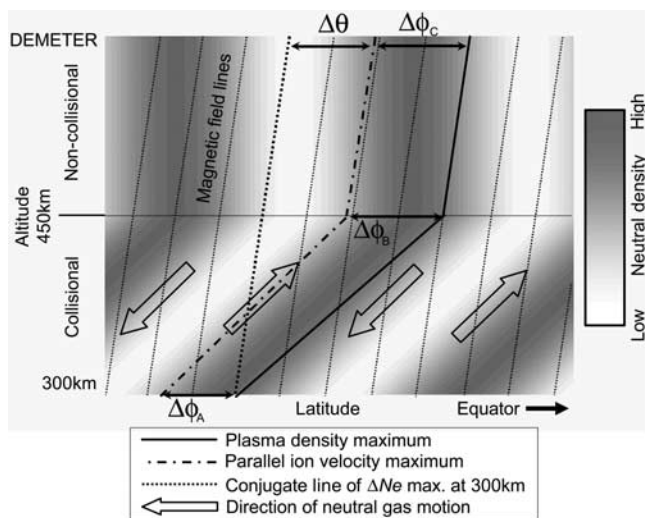 DEMETER
Δθ
Δϕ_C
Non-collisional
Magnetic field lines
Altitude
450km
Δϕ_B
Collisional
300km
Δϕ_A
Latitude
Equator
High
Neutral density
Low
Plasma density maximum
Parallel ion velocity maximum
Conjugate line of ΔNe max. at 300km
Direction of neutral gas motion